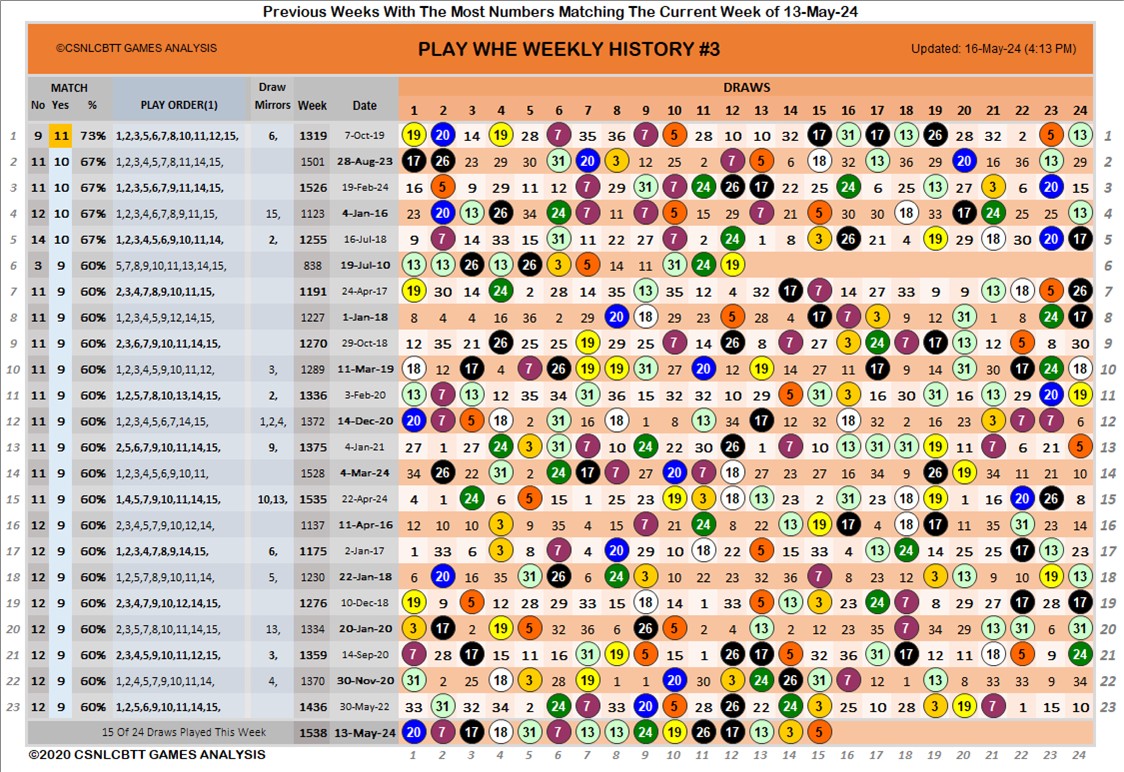 Previous Weeks With The Most Numbers Matching The Current Week of 13-May-24
©CSNLCBTT GAMES ANALYSIS PLAY WHE WEEKLY HISTORY #3 Updated: 16-May-24 (4:13 PM)
MATCH Draw DRAWS
No Yes % PLAY ORDER(1) Mirrors Week Date 1 2 3 4 5 6 7 8 9 10 11 12 13 14 15 16 17 18 19 20 21 22 23 24
1 9 11 73% 1,2,3,5,6,7,8,10,11,12,15, 6, 1319 7-Oct-19 19 20 14 19 28 7 35 36 7 5 28 10 10 32 17 31 17 13 26 28 32 2 5 13 1
2 11 10 67% 1,2,3,4,5,7,8,11,14,15, 1501 28-Aug-23 17 26 23 29 30 31 20 3 12 25 2 7 5 6 18 32 13 36 29 20 16 36 13 29 2
3 11 10 67% 1,2,3,5,6,7,9,11,14,15, 1526 19-Feb-24 16 5 9 29 11 12 7 29 31 7 24 26 17 22 25 24 6 25 13 27 3 6 20 15 3
4 12 10 67% 1,2,3,4,6,7,8,9,11,15, 15, 1123 4-Jan-16 23 20 13 26 34 24 7 11 7 5 15 29 7 21 5 30 30 18 33 17 24 25 25 13 4
5 14 10 67% 1,2,3,4,5,6,9,10,11,14, 2, 1255 16-Jul-18 9 7 14 33 15 31 11 22 27 7 2 24 1 8 3 26 21 4 19 29 18 30 20 17 5
6 3 9 60% 5,7,8,9,10,11,13,14,15, 838 19-Jul-10 13 13 26 13 26 3 5 14 11 31 24 19 6
7 11 9 60% 2,3,4,7,8,9,10,11,15, 1191 24-Apr-17 19 30 14 24 2 28 14 35 13 35 12 4 32 17 7 14 27 33 9 9 13 18 5 26 7
8 11 9 60% 1,2,3,4,5,9,12,14,15, 1227 1-Jan-18 8 4 4 16 36 2 29 20 18 29 23 5 28 4 17 7 3 9 12 31 1 8 24 17 8
9 11 9 60% 2,3,6,7,9,10,11,14,15, 1270 29-Oct-18 12 35 21 26 25 25 19 29 25 7 14 26 8 7 27 3 24 7 17 13 12 5 8 30 9
10 11 9 60% 1,2,3,4,5,9,10,11,12, 3, 1289 11-Mar-19 18 12 17 4 7 26 19 19 31 27 20 12 19 14 27 11 17 9 14 31 30 17 24 18 10
11 11 9 60% 1,2,5,7,8,10,13,14,15, 2, 1336 3-Feb-20 13 7 13 12 35 34 31 36 15 32 32 10 29 5 31 3 16 30 31 16 13 29 20 19 11
12 11 9 60% 1,2,3,4,5,6,7,14,15, 1,2,4, 1372 14-Dec-20 20 7 5 18 2 31 16 18 1 8 13 34 17 12 32 18 32 2 16 23 3 7 7 6 12
13 11 9 60% 2,5,6,7,9,10,11,14,15, 9, 1375 4-Jan-21 27 1 27 24 3 31 7 10 24 22 30 26 1 7 10 13 31 31 19 11 7 6 21 5 13
14 11 9 60% 1,2,3,4,5,6,9,10,11, 1528 4-Mar-24 34 26 22 31 2 24 17 7 27 20 7 18 27 23 27 16 34 9 26 19 34 11 21 10 14
15 11 9 60% 1,4,5,7,9,10,11,14,15, 10,13, 1535 22-Apr-24 4 1 24 6 5 15 1 25 23 19 3 18 13 23 2 31 23 18 19 1 16 20 26 8 15
16 12 9 60% 2,3,4,5,7,9,10,12,14, 1137 11-Apr-16 12 10 10 3 9 35 4 15 7 21 24 8 22 13 19 17 4 18 17 11 35 31 23 14 16
17 12 9 60% 2,3,4,7,8,9,14,15, 6, 1175 2-Jan-17 1 33 6 3 8 7 4 20 29 10 18 22 5 15 33 4 13 24 14 25 25 17 13 23 17
18 12 9 60% 1,2,5,7,8,9,10,11,14, 5, 1230 22-Jan-18 6 20 16 35 31 26 6 24 3 10 22 23 32 36 7 8 23 12 3 13 9 10 19 13 18
19 12 9 60% 2,3,4,7,9,10,12,14,15, 1276 10-Dec-18 19 9 5 12 28 29 33 15 18 14 1 33 5 13 3 23 24 7 8 29 27 17 28 17 19
20 12 9 60% 2,3,5,7,8,10,11,14,15, 13, 1334 20-Jan-20 3 17 2 19 5 32 36 6 26 5 2 4 13 2 12 23 35 7 34 29 13 31 6 31 20
21 12 9 60% 2,3,4,5,9,10,11,12,15, 3, 1359 14-Sep-20 7 28 17 15 11 16 31 19 5 15 1 26 17 5 32 36 31 17 12 11 18 5 9 24 21
22 12 9 60% 1,2,4,5,7,9,10,11,14, 4, 1370 30-Nov-20 31 2 25 18 3 28 19 1 1 20 30 3 24 26 31 7 12 1 13 8 33 33 9 34 22
23 12 9 60% 1,2,5,6,9,10,11,14,15, 1436 30-May-22 33 31 32 34 2 24 7 33 20 5 28 26 22 24 3 25 10 28 3 19 7 1 15 10 23
15 Of 24 Draws Played This Week 1538 13-May-24 20 7 17 18 31 7 13 13 24 19 26 17 13 3 5
©2020 CSNLCBTT GAMES ANALYSIS 1 2 3 4 5 6 7 8 9 10 11 12 13 14 15 16 17 18 19 20 21 22 23 24